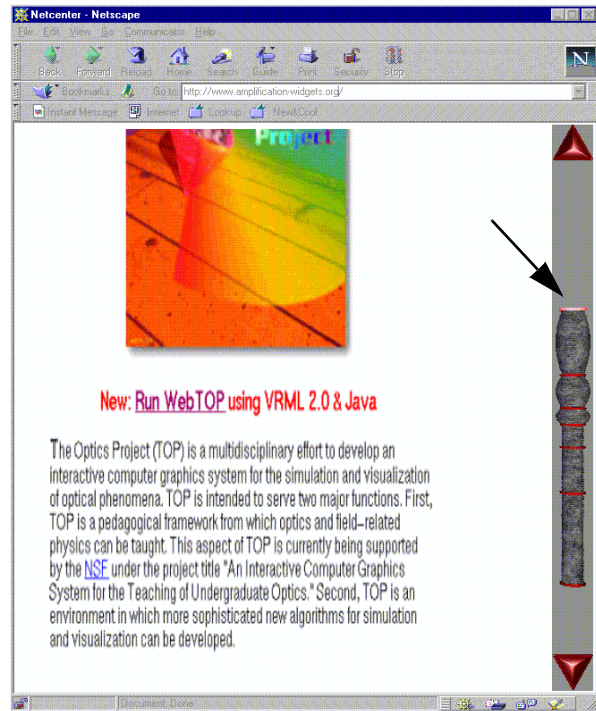 Netcenter - Netscape
File Edit View Go Communicator Help
Back Forward Reload Home Search Guide Print Security Stop
N
Bookmarks Go to: http://www.amplification-widgets.org/
Instant Message Internet Lookup New&Cool
Project
New: Run WebTOP using VRML 2.0 & Java
The Optics Project (TOP) is a multidisciplinary effort to develop an
interactive computer graphics system for the simulation and visualization
of optical phenomena. TOP is intended to serve two major functions. First,
TOP is a pedagogical framework from which optics and field-related
physics can be taught. This aspect of TOP is currently being supported
by the NSF under the project title "An Interactive Computer Graphics
System for the Teaching of Undergraduate Optics." Second, TOP is an
environment in which more sophisticated new algorithms for simulation
and visualization can be developed.
Document: Done